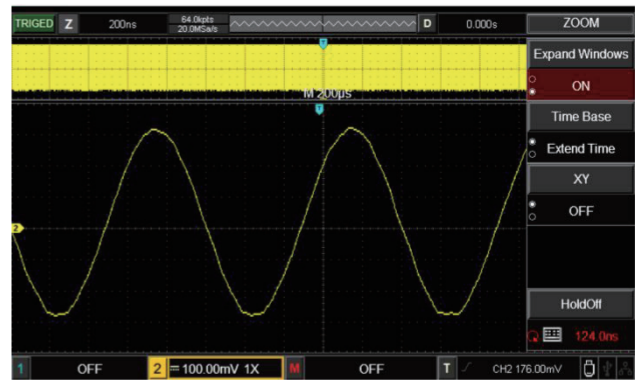 TRIGED Z 200ns 64.0kpts D 0.000s ZOOM
20.0MSa/s
T
Expand Windows
ON
M 200μs
T
Time Base
Extend Time
XY
OFF
2
HoldOff
124.0ns
1 OFF 2 100.00mV 1X M OFF T CH2 176.00mV